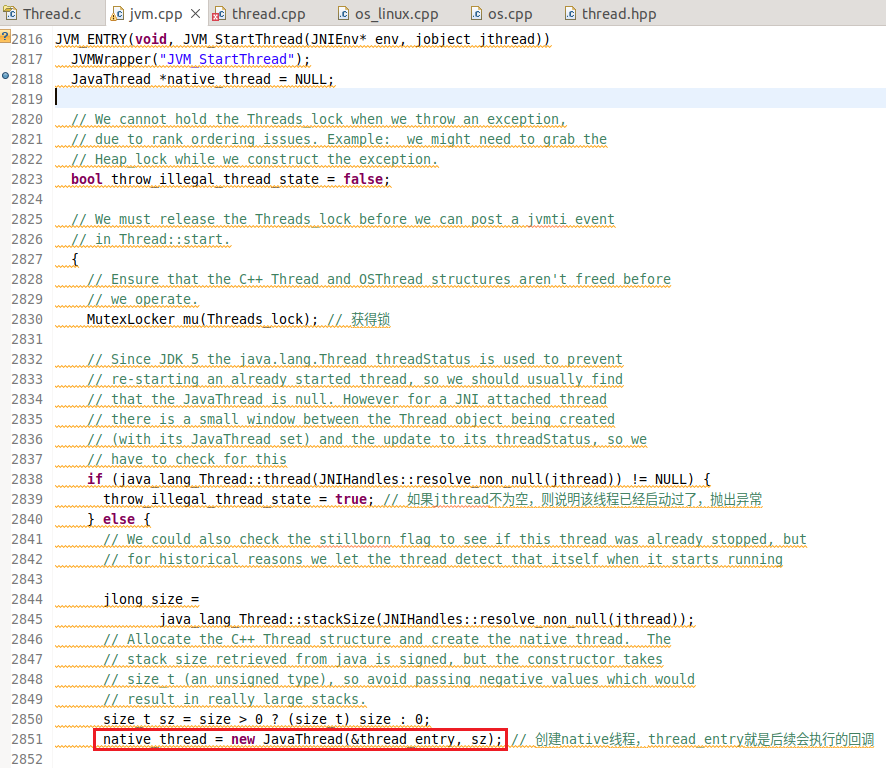 Thread.c jvm.cpp thread.cpp os_linux.cpp os.cpp thread.hpp
2816 JVM_ENTRY(void, JVM_StartThread(JNIEnv* env, jobject jthread))
2817 JVMWrapper("JVM_StartThread");
2818 JavaThread *native_thread = NULL;
2819
2820 // We cannot hold the Threads_lock when we throw an exception,
2821 // due to rank ordering issues. Example:  we might need to grab the
2822 // Heap_lock while we construct the exception.
2823 bool throw_illegal_thread_state = false;
2824
2825 // We must release the Threads_lock before we can post a jvmti event
2826 // in Thread::start.
2827 {
2828 // Ensure that the C++ Thread and OSThread structures aren't freed before
2829 // we operate.
2830 MutexLocker mu(Threads_lock); // 获得锁
2831
2832 // Since JDK 5 the java.lang.Thread threadStatus is used to prevent
2833 // re-starting an already started thread, so we should usually find
2834 // that the JavaThread is null. However for a JNI attached thread
2835 // there is a small window between the Thread object being created
2836 // (with its JavaThread set) and the update to its threadStatus, so we
2837 // have to check for this
2838 if (java_lang_Thread::thread(JNIHandles::resolve_non_null(jthread)) != NULL) {
2839 throw_illegal_thread_state = true; // 如果jthread不为空，则说明该线程已经启动过了，抛出异常
2840 } else {
2841 // We could also check the stillborn flag to see if this thread was already stopped, but
2842 // for historical reasons we let the thread detect that itself when it starts running
2843
2844 jlong size =
2845 java_lang_Thread::stackSize(JNIHandles::resolve_non_null(jthread));
2846 // Allocate the C++ Thread structure and create the native thread.  The
2847 // stack size retrieved from java is signed, but the constructor takes
2848 // size_t (an unsigned type), so avoid passing negative values which would
2849 // result in really large stacks.
2850 size_t sz = size > 0 ? (size_t) size : 0;
2851 native_thread = new JavaThread(&thread_entry, sz); // 创建native线程，thread_entry就是后续会执行的回调
2852